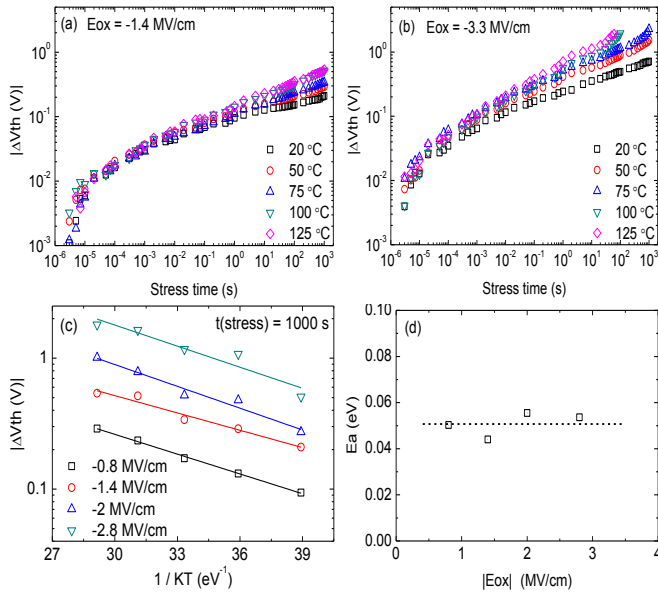 (a) Eox = -1.4 MV/cm
|ΔVth (V)|
10^0
10^-1
10^-2
10^-3
20 °C
50 °C
75 °C
100 °C
125 °C
10^-6 10^-5 10^-4 10^-3 10^-2 10^-1 10^0 10^1 10^2 10^3
Stress time (s)
(b) Eox = -3.3 MV/cm
|ΔVth (V)|
10^0
10^-1
10^-2
10^-3
20 °C
50 °C
75 °C
100 °C
125 °C
10^-6 10^-5 10^-4 10^-3 10^-2 10^-1 10^0 10^1 10^2 10^3
Stress time (s)
(c) t(stress) = 1000 s
|ΔVth (V)|
1
0.1
-0.8 MV/cm
-1.4 MV/cm
-2 MV/cm
-2.8 MV/cm
27 30 33 36 39
1 / KT (eV^-1)
(d)
Ea (eV)
0.10
0.08
0.06
0.04
0.02
0.00
0 1 2 3 4
|Eox| (MV/cm)